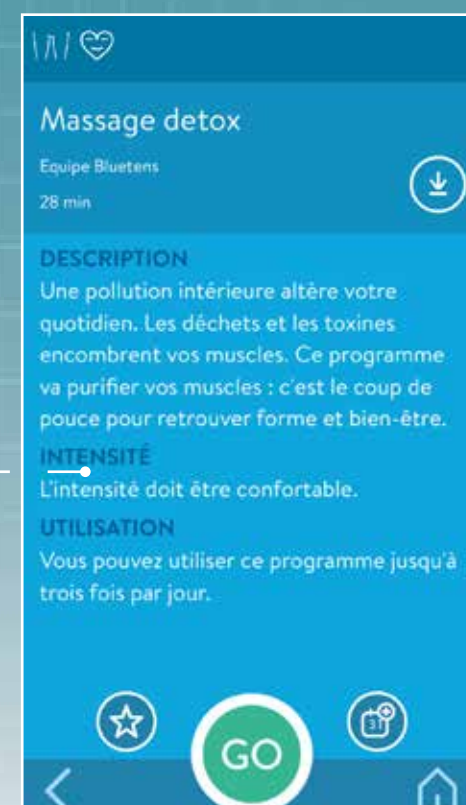 Massage detox
Equipe Bluetens
28 min
DESCRIPTION
Une pollution intérieure altère votre
quotidien. Les déchets et les toxines
encombrent vos muscles. Ce programme
va purifier vos muscles : c'est le coup de
pouce pour retrouver forme et bien-être.
INTENSITÉ
L'intensité doit être confortable.
UTILISATION
Vous pouvez utiliser ce programme jusqu'à
trois fois par jour.
31
GO